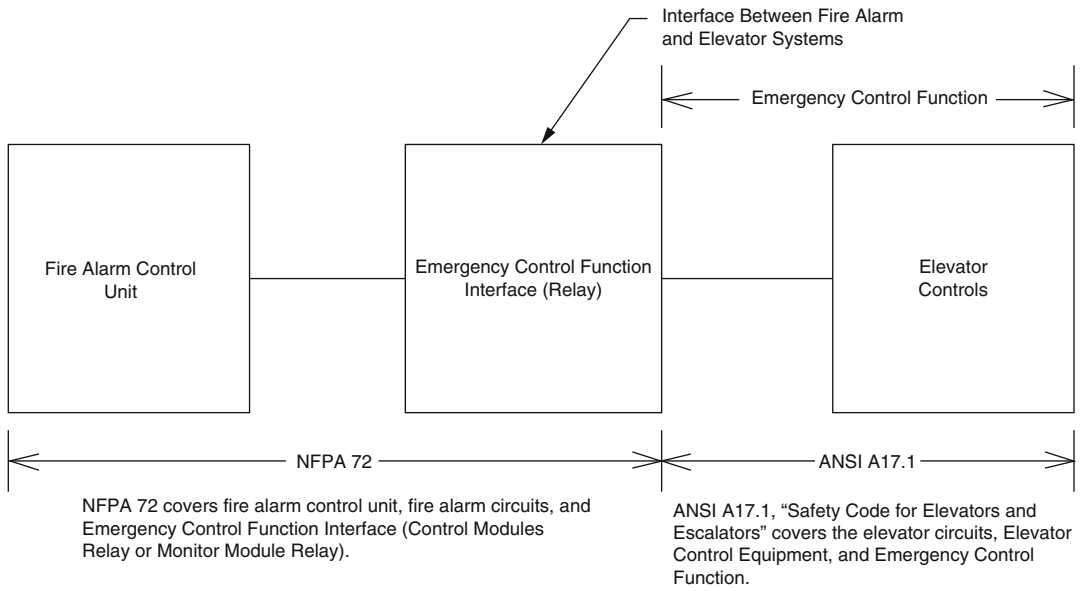 Interface Between Fire Alarm
and Elevator Systems
Emergency Control Function
Fire Alarm Control
Unit
Emergency Control Function
Interface (Relay)
Elevator
Controls
NFPA 72
ANSI A17.1
NFPA 72 covers fire alarm control unit, fire alarm circuits, and
Emergency Control Function Interface (Control Modules
Relay or Monitor Module Relay).
ANSI A17.1, “Safety Code for Elevators and
Escalators” covers the elevator circuits, Elevator
Control Equipment, and Emergency Control
Function.